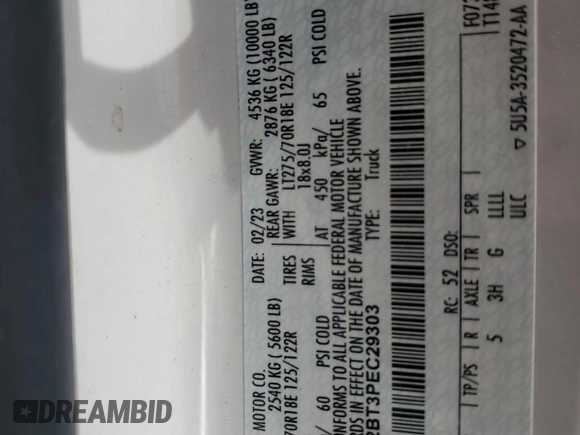 MOTOR CO.
DATE: 02/23 GVWR: 4536 KG (10000 LB)
2540 KG ( 5600 LB) REAR GAWR: 2876 KG ( 6340 LB)
70R18E 125/122R TIRES WITH LT275/70R18E 125/122R
RIMS 18x8.0J
/ 60 PSI COLD AT 450 kPa/ 65 PSI COLD
ONFORMS TO ALL APPLICABLE FEDERAL MOTOR VEHICLE
RDS IN EFFECT ON THE DATE OF MANUFACTURE SHOWN ABOVE.
2BT3PEC29303 TYPE: Truck
RC: 52 DSO:
TP/PS R AXLE TR SPR
5 3H G LLLL
ULC
F07
T14
▽ 5U5A-3520472-AA
DREAMBID